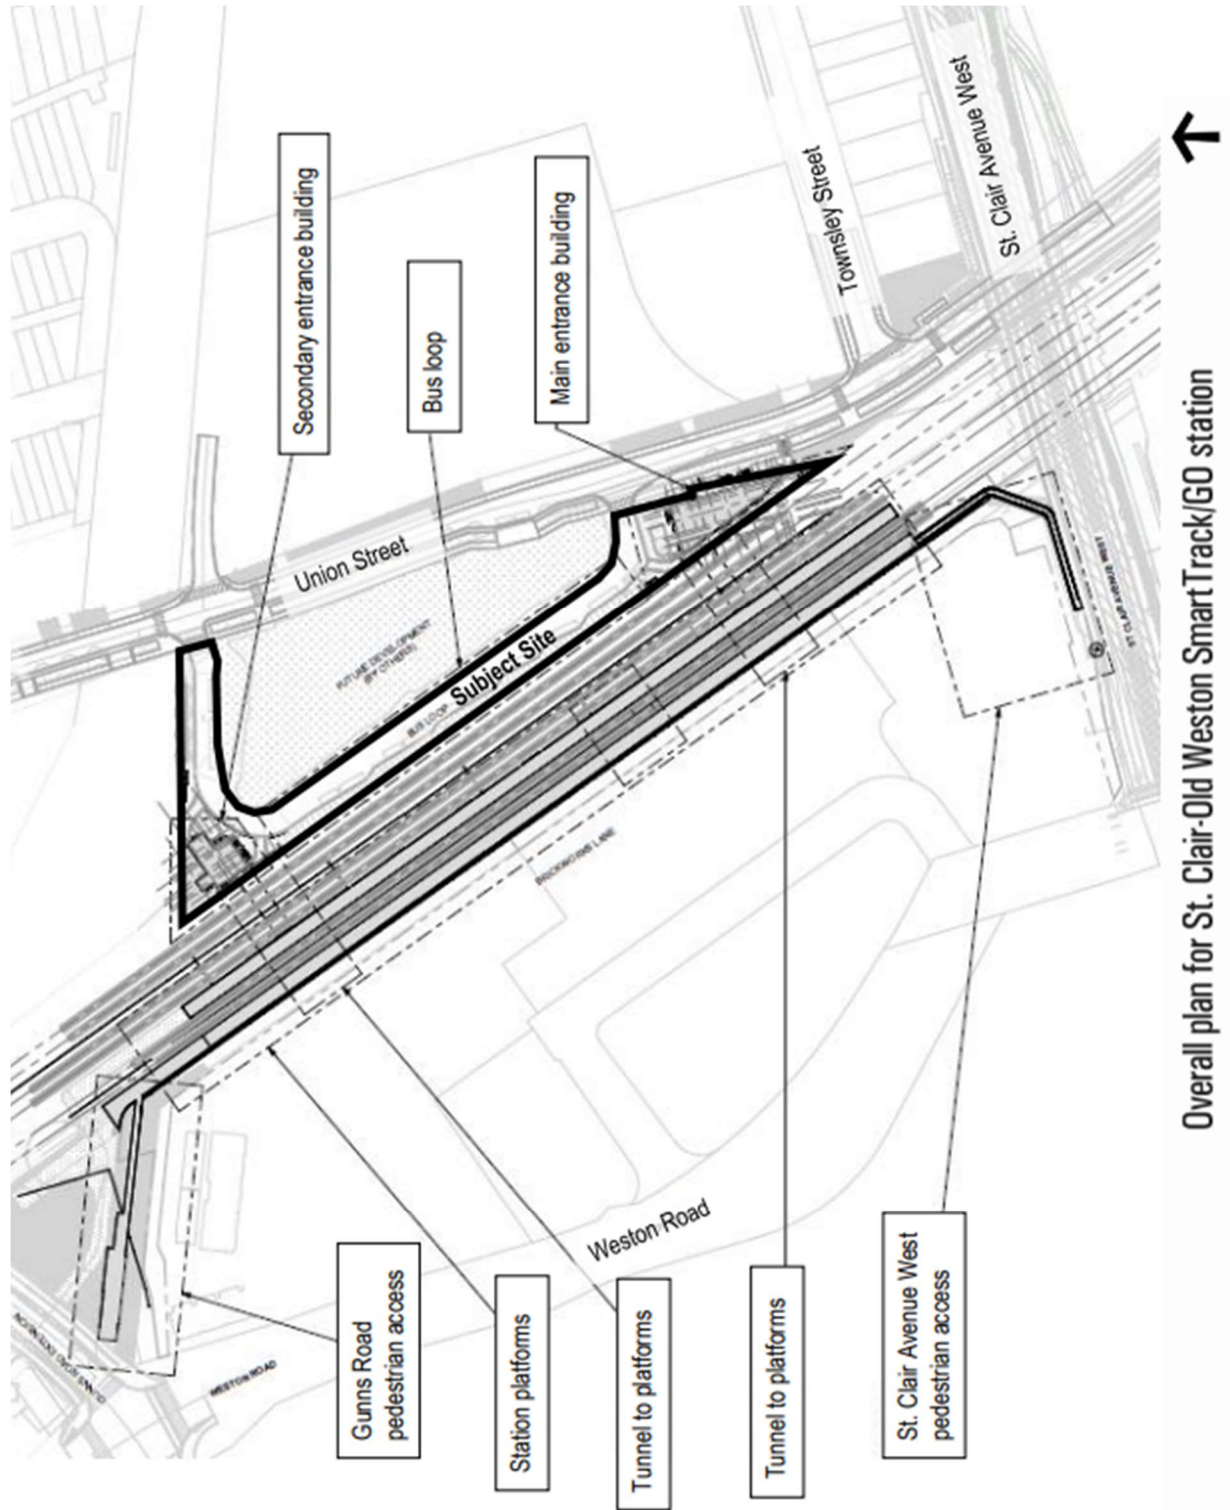 Gunns Road
pedestrian access
Station platforms
Tunnel to platforms
Tunnel to platforms
St. Clair Avenue West
pedestrian access
WESTON ROAD
Weston Road
BRICKWORKS LANE
ST CLAIR AVENUE WEST
Subject Site
BUS LOOP
FUTURE DEVELOPMENT
(BY OTHERS)
Union Street
Secondary entrance building
Bus loop
Main entrance building
Townsley Street
St. Clair Avenue West
Overall plan for St. Clair-Old Weston SmartTrack/GO station